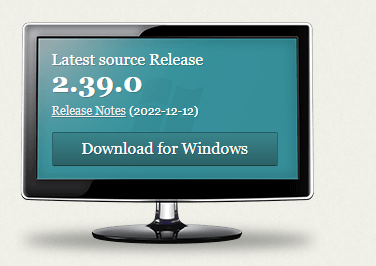 Latest source Release
2.39.0
Release Notes (2022-12-12)
Download for Windows